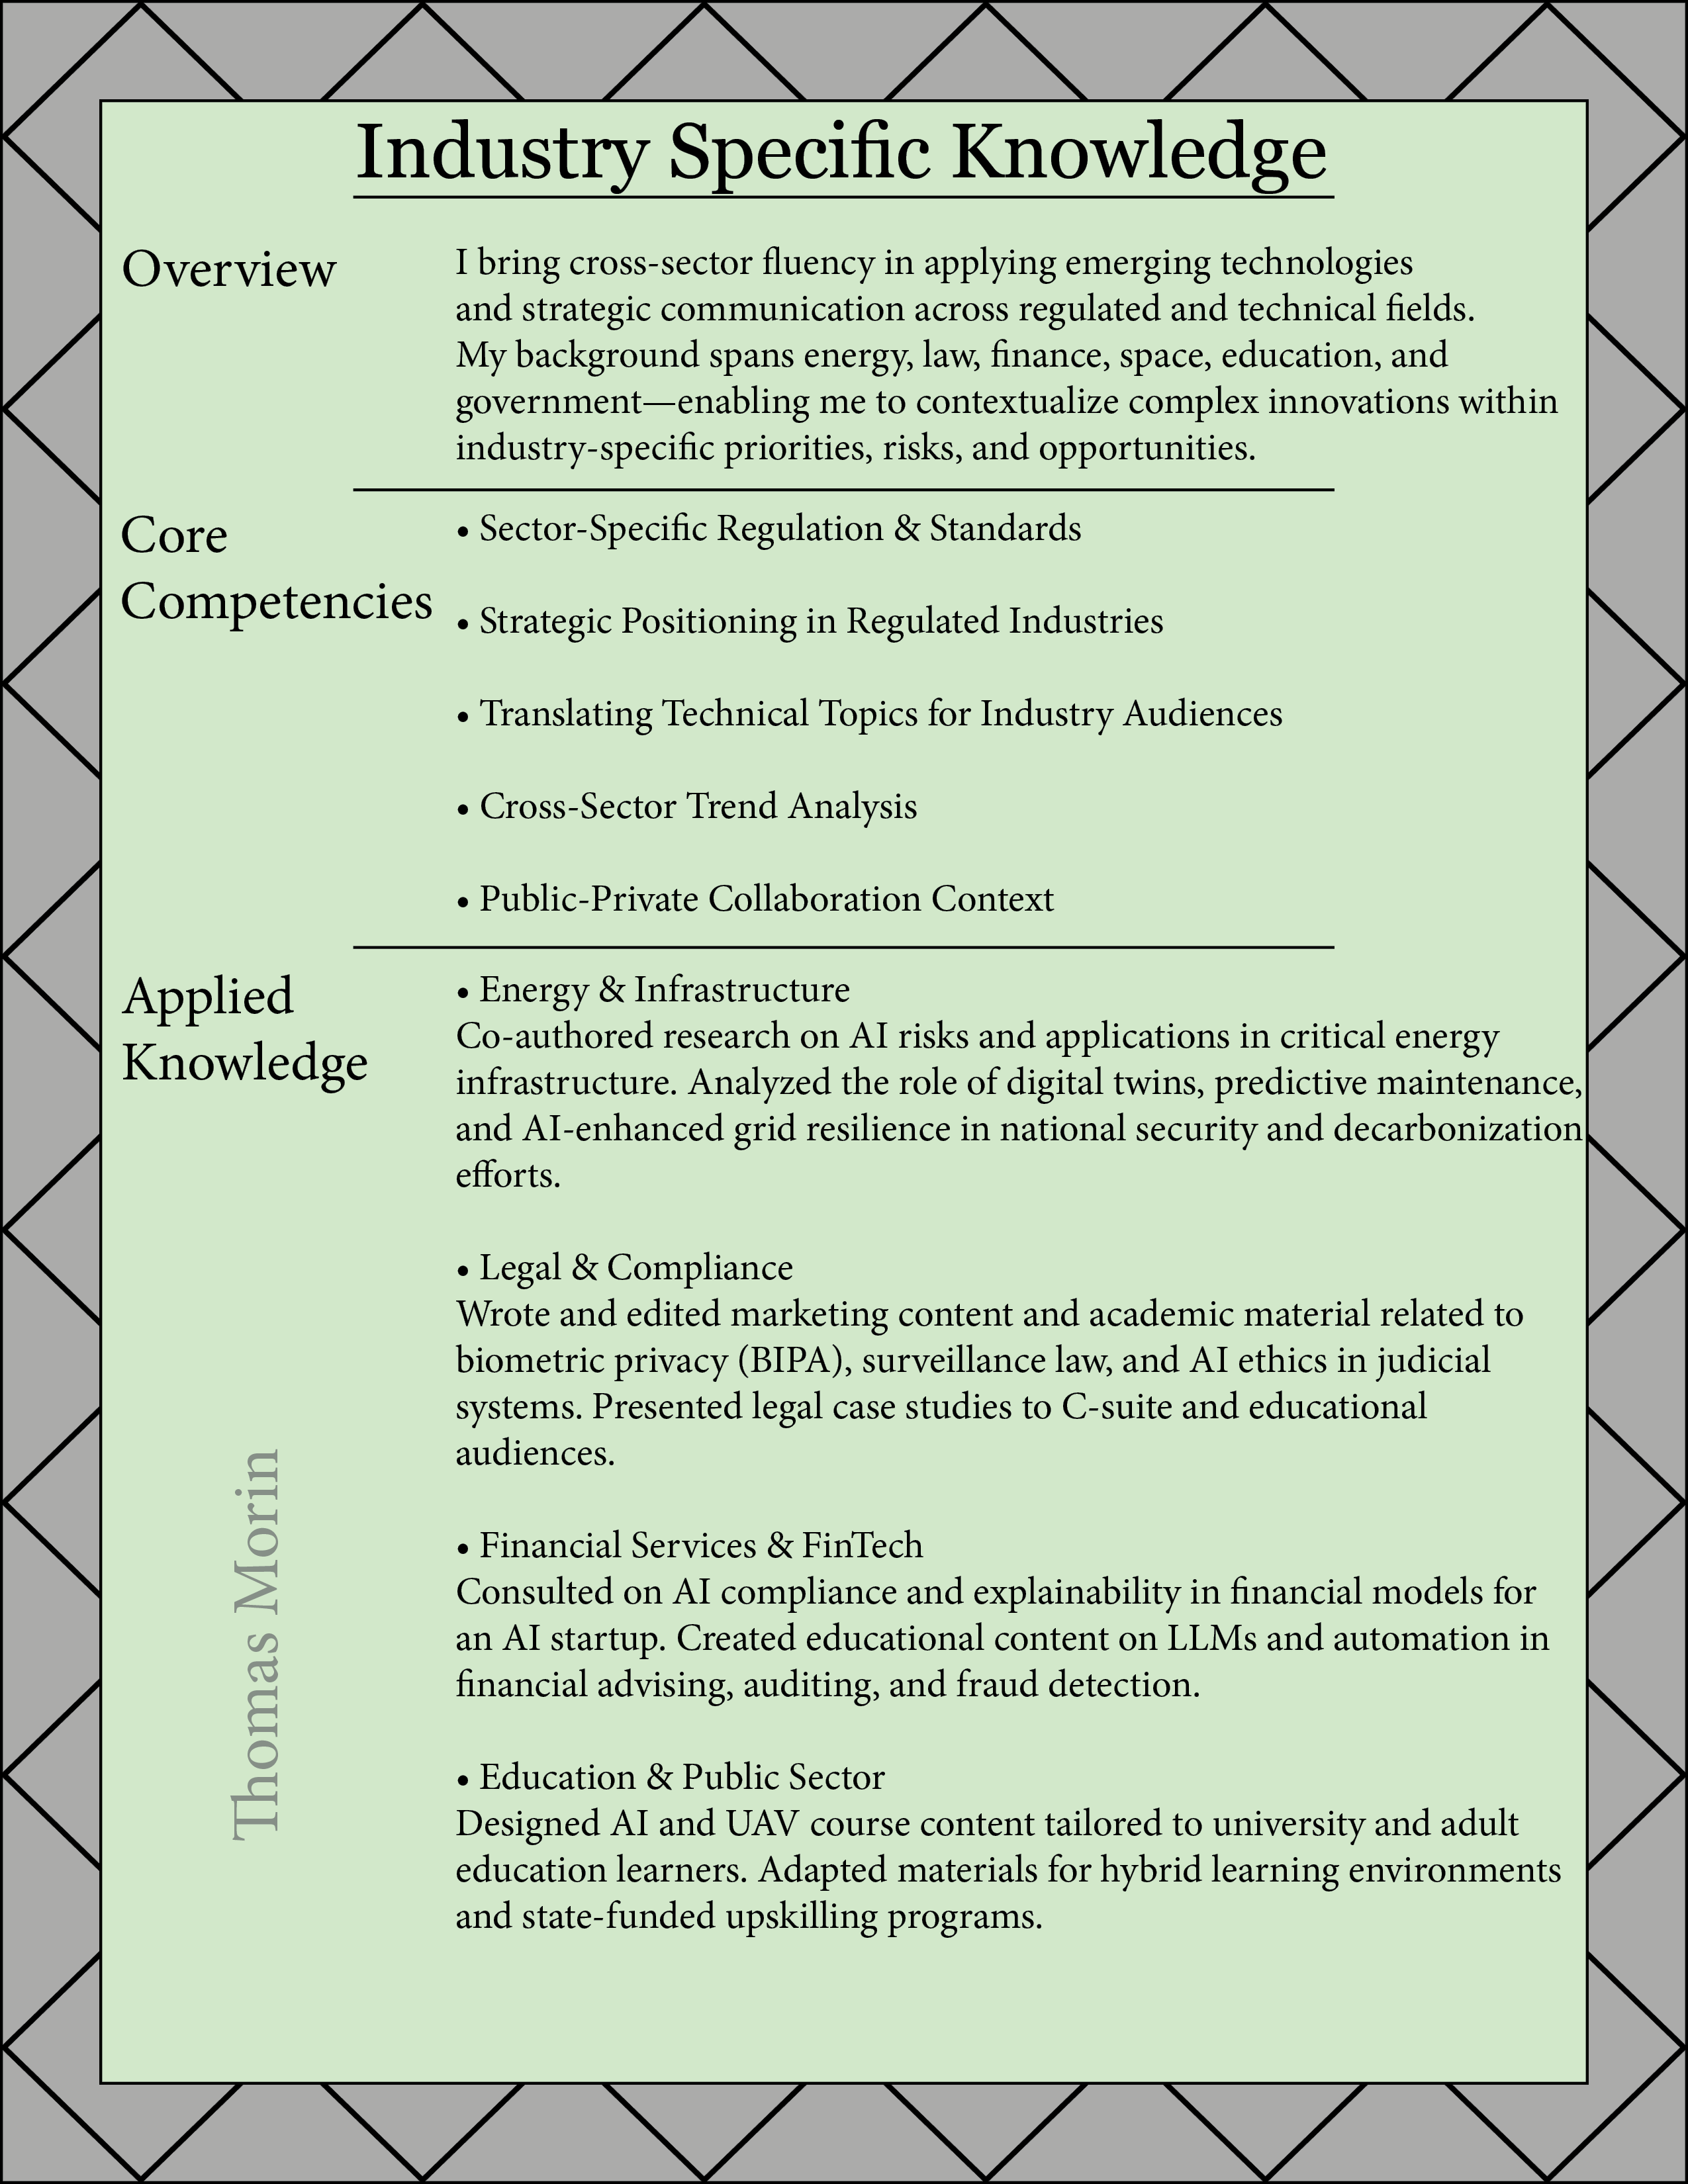 Industry Specific Knowledge
Overview
I bring cross-sector fluency in applying emerging technologies
and strategic communication across regulated and technical fields.
My background spans energy, law, finance, space, education, and
government—enabling me to contextualize complex innovations within
industry-specific priorities, risks, and opportunities.
Core
Competencies
• Sector-Specific Regulation & Standards
• Strategic Positioning in Regulated Industries
• Translating Technical Topics for Industry Audiences
• Cross-Sector Trend Analysis
• Public-Private Collaboration Context
Applied
Knowledge
• Energy & Infrastructure
Co-authored research on AI risks and applications in critical energy
infrastructure. Analyzed the role of digital twins, predictive maintenance,
and AI-enhanced grid resilience in national security and decarbonization
efforts.
• Legal & Compliance
Wrote and edited marketing content and academic material related to
biometric privacy (BIPA), surveillance law, and AI ethics in judicial
systems. Presented legal case studies to C-suite and educational
audiences.
• Financial Services & FinTech
Consulted on AI compliance and explainability in financial models for
an AI startup. Created educational content on LLMs and automation in
financial advising, auditing, and fraud detection.
• Education & Public Sector
Designed AI and UAV course content tailored to university and adult
education learners. Adapted materials for hybrid learning environments
and state-funded upskilling programs.
Thomas Morin